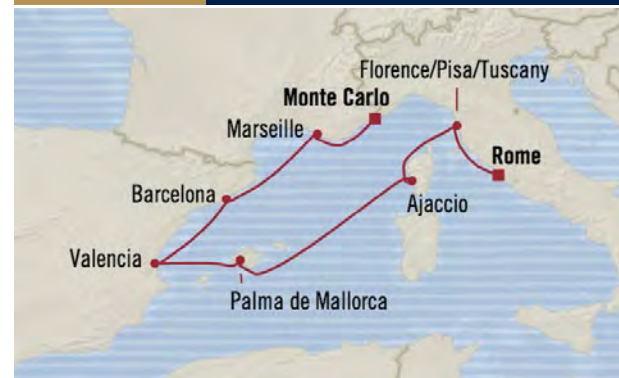 Florence/Pisa/Tuscany
Monte Carlo
Marseille
Rome
Barcelona
Ajaccio
Valencia
Palma de Mallorca